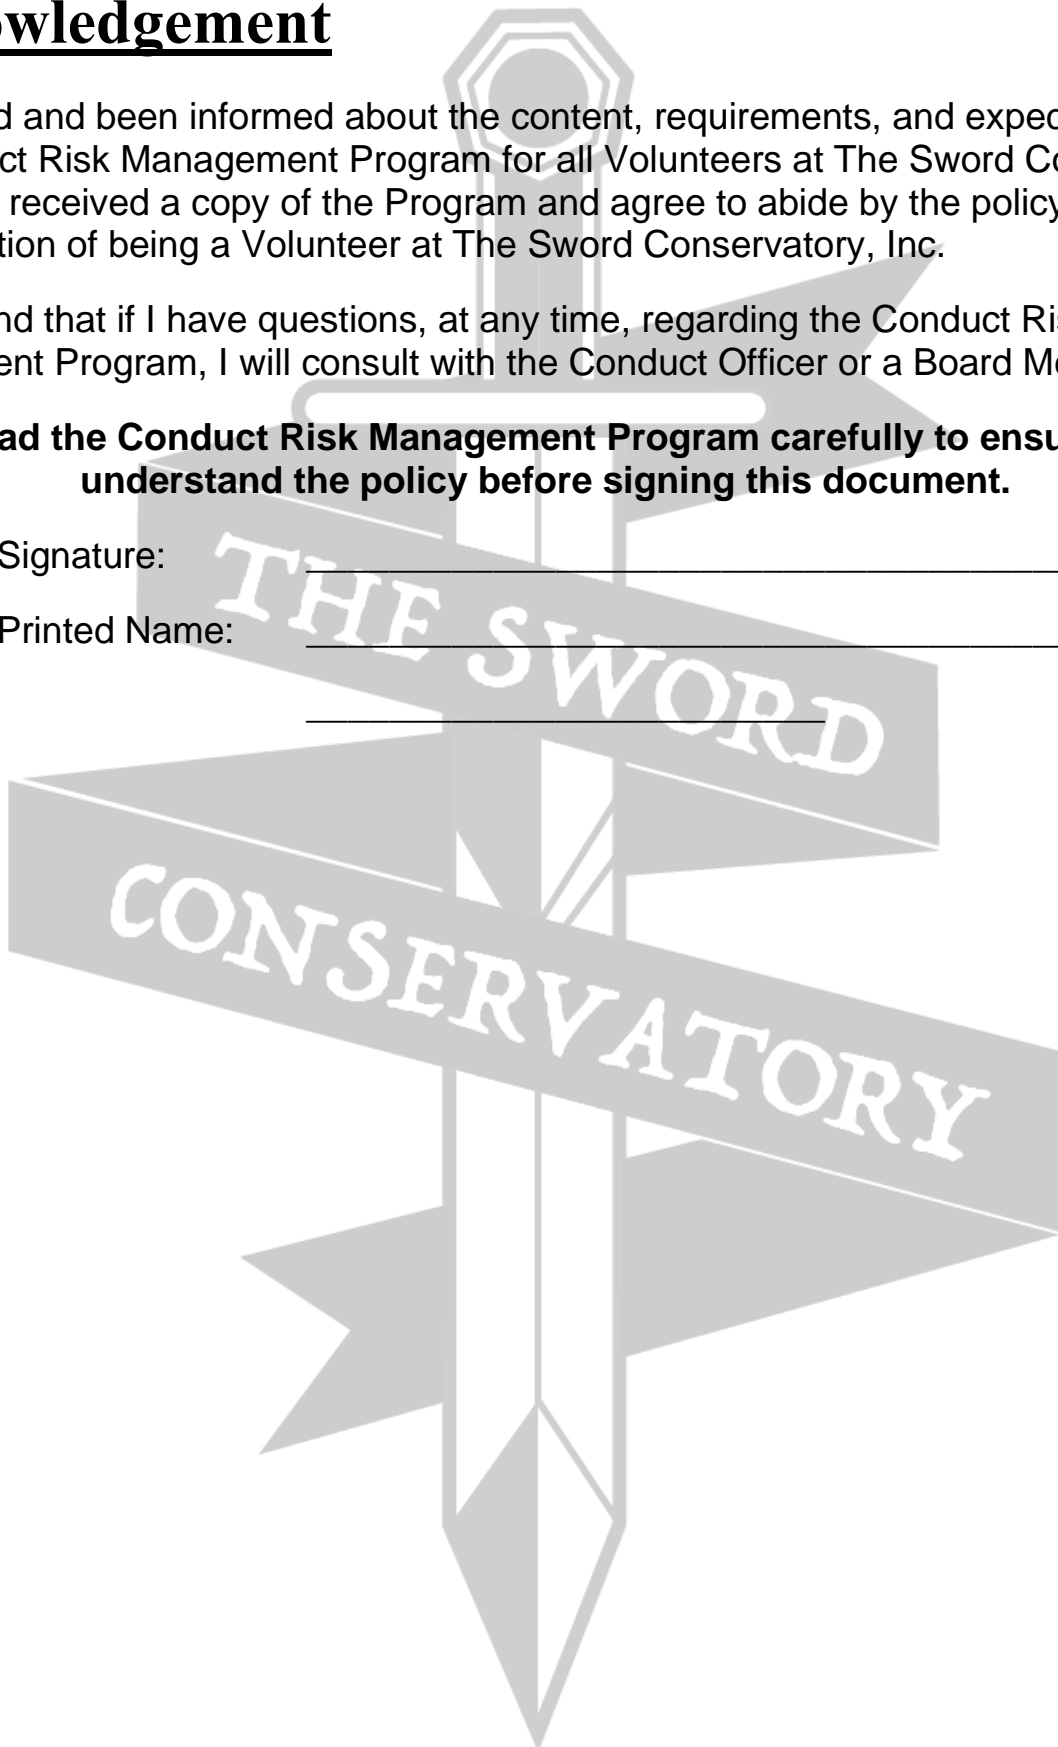 owledgement
d and been informed about the content, requirements, and expec
ct Risk Management Program for all Volunteers at The Sword Co
received a copy of the Program and agree to abide by the policy
tion of being a Volunteer at The Sword Conservatory, Inc.
nd that if I have questions, at any time, regarding the Conduct Ris
ent Program, I will consult with the Conduct Officer or a Board Me
ad the Conduct Risk Management Program carefully to ensu
understand the policy before signing this document.
Signature:
Printed Name:
THE SWORD
CONSERVATORY